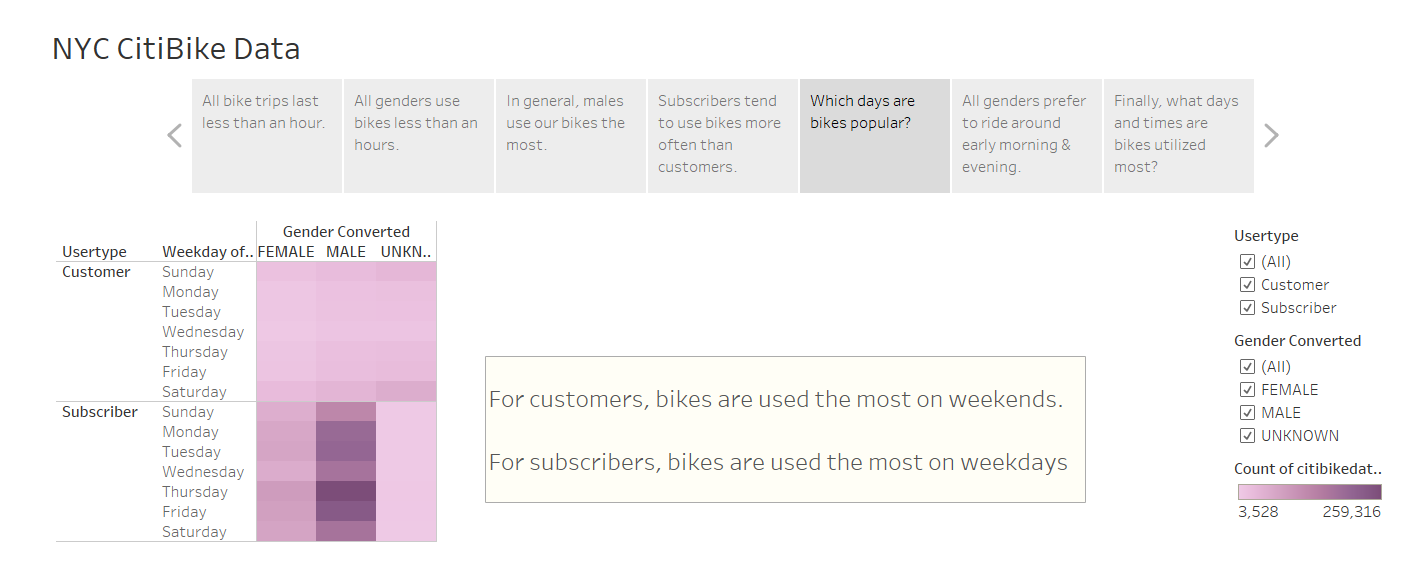 NYC CitiBike Data
All bike trips last
less than an hour.
All genders use
bikes less than an
hours.
In general, males
use our bikes the
most.
Subscribers tend
to use bikes more
often than
customers.
Which days are
bikes popular?
All genders prefer
to ride around
early morning &
evening.
Finally, what days
and times are
bikes utilized
most?
Gender Converted
Usertype Weekday of.. FEMALE MALE UNKN..
Customer Sunday
Monday
Tuesday
Wednesday
Thursday
Friday
Saturday
Subscriber Sunday
Monday
Tuesday
Wednesday
Thursday
Friday
Saturday
For customers, bikes are used the most on weekends.
For subscribers, bikes are used the most on weekdays
Usertype
(All)
Customer
Subscriber
Gender Converted
(All)
FEMALE
MALE
UNKNOWN
Count of citibikedat..
3,528 259,316